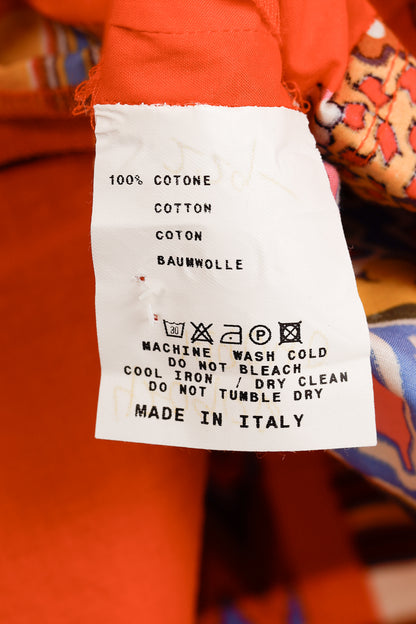 100% COTONE
COTTON
COTON
BAUMWOLLE
30
MACHINE WASH COLD
DO NOT BLEACH
COOL IRON / DRY CLEAN
DO NOT TUMBLE DRY
MADE IN ITALY